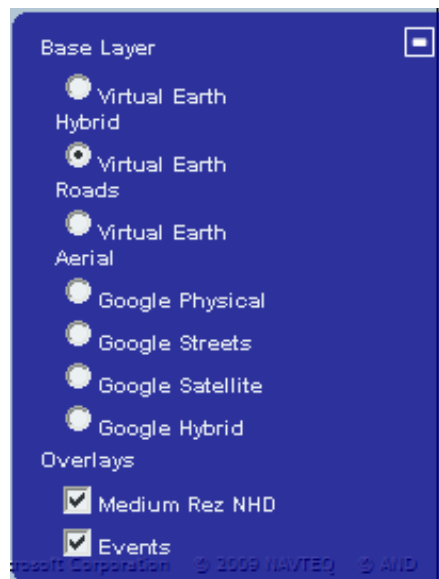 Base Layer
Virtual Earth
Hybrid
Virtual Earth
Roads
Virtual Earth
Aerial
Google Physical
Google Streets
Google Satellite
Google Hybrid
Overlays
Medium Rez NHD
Events
rosoft Corporation © 2009 NAVTEQ © AND